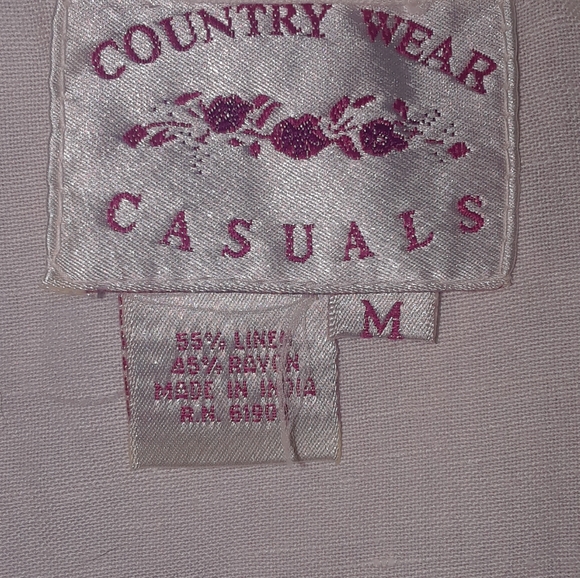 COUNTRY WEAR
CASUALS
M
55% LINEN
45% RAYON
MADE IN INDIA
R.N.